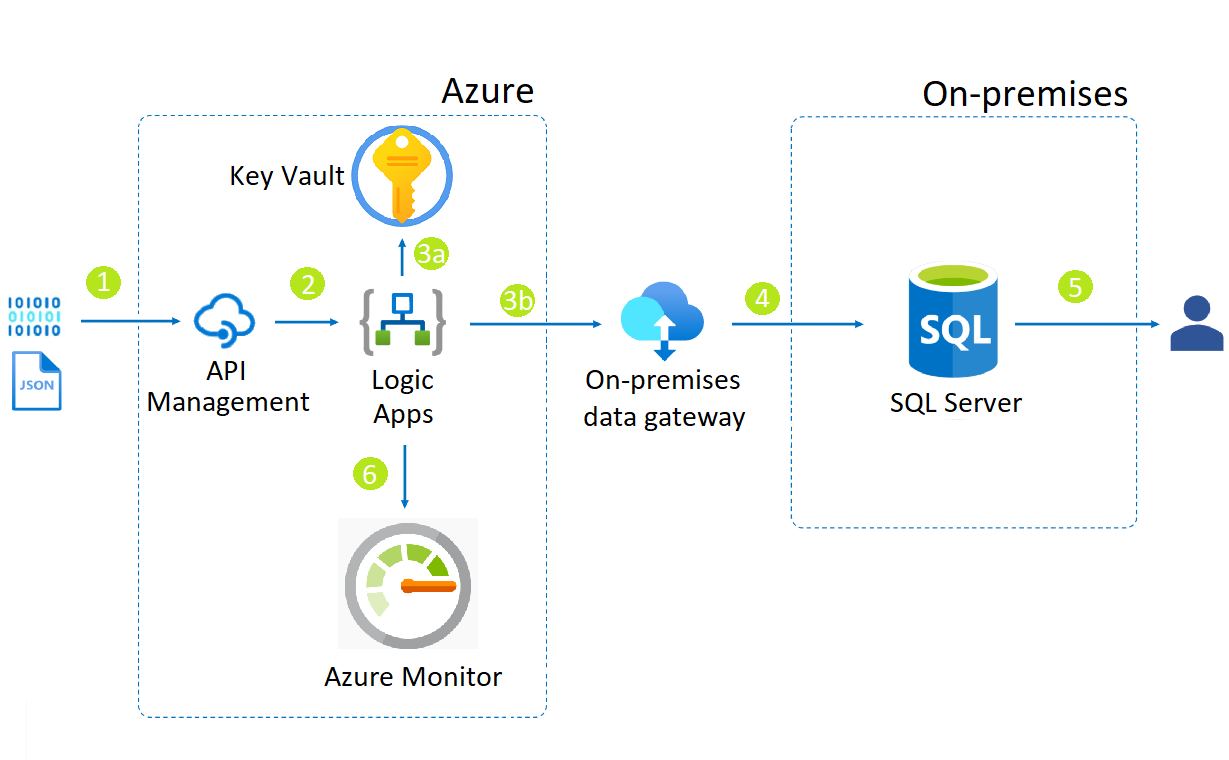 Azure
On-premises
Key Vault
3a
1
2
3b
4
5
101010
010101
101010
JSON
SQL
API
Management
Logic
Apps
On-premises
data gateway
SQL Server
6
Azure Monitor